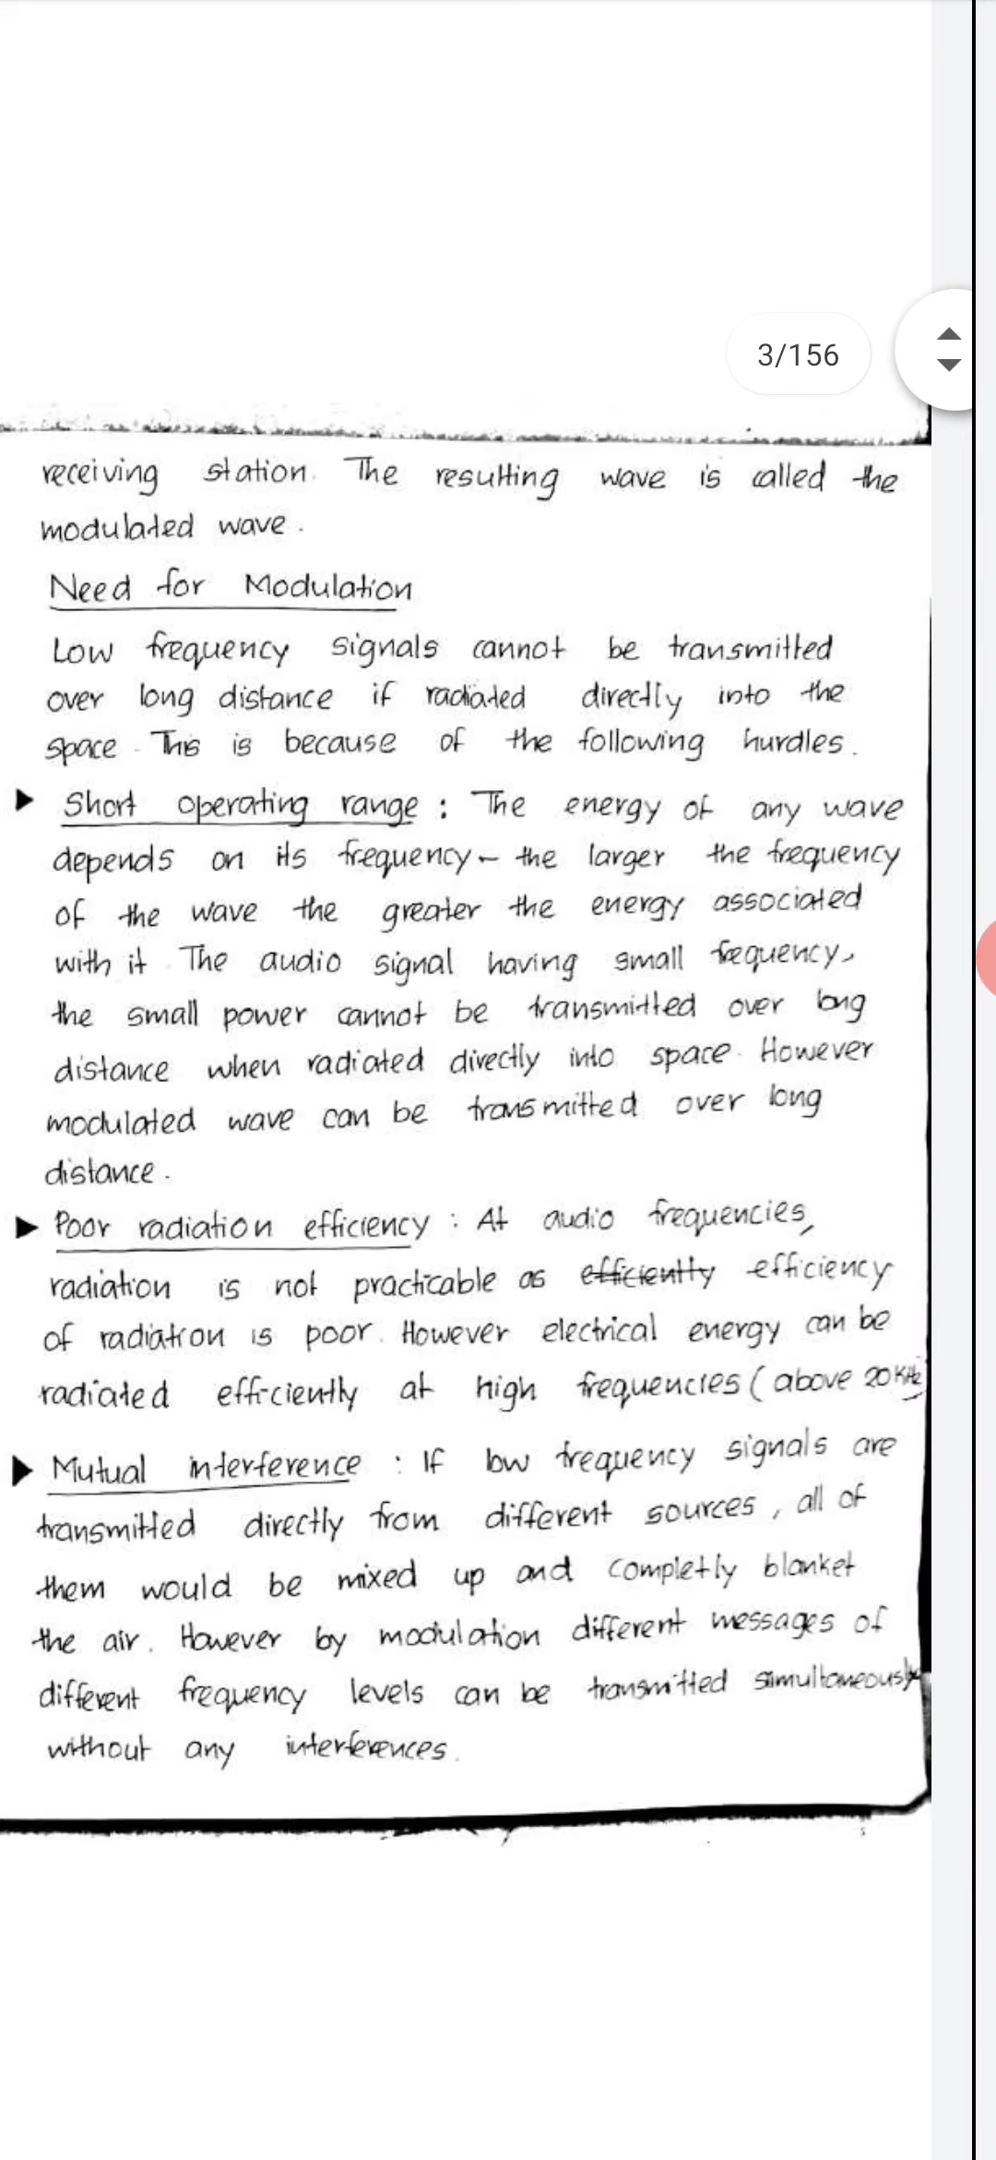 3/156
receiving station. The resulting wave is called the
modulated wave.
Need for Modulation
Low frequency signals cannot be transmitted
over long distance if radiated directly into the
space. This is because of the following hurdles.
▶ Short operating range : The energy of any wave
depends on its frequency - the larger the frequency
of the wave the greater the energy associated
with it. The audio signal having small frequency,
the small power cannot be transmitted over long
distance when radiated directly into space. However
modulated wave can be transmitted over long
distance.
▶ Poor radiation efficiency : At audio frequencies,
radiation is not practicable as efficiently efficiency
of radiation is poor. However electrical energy can be
radiated efficiently at high frequencies (above 20 KHz)
▶ Mutual interference : If low frequency signals are
transmitted directly from different sources, all of
them would be mixed up and completly blanket
the air. However by modulation different messages of
different frequency levels can be transmitted simultaneously
without any interferences.